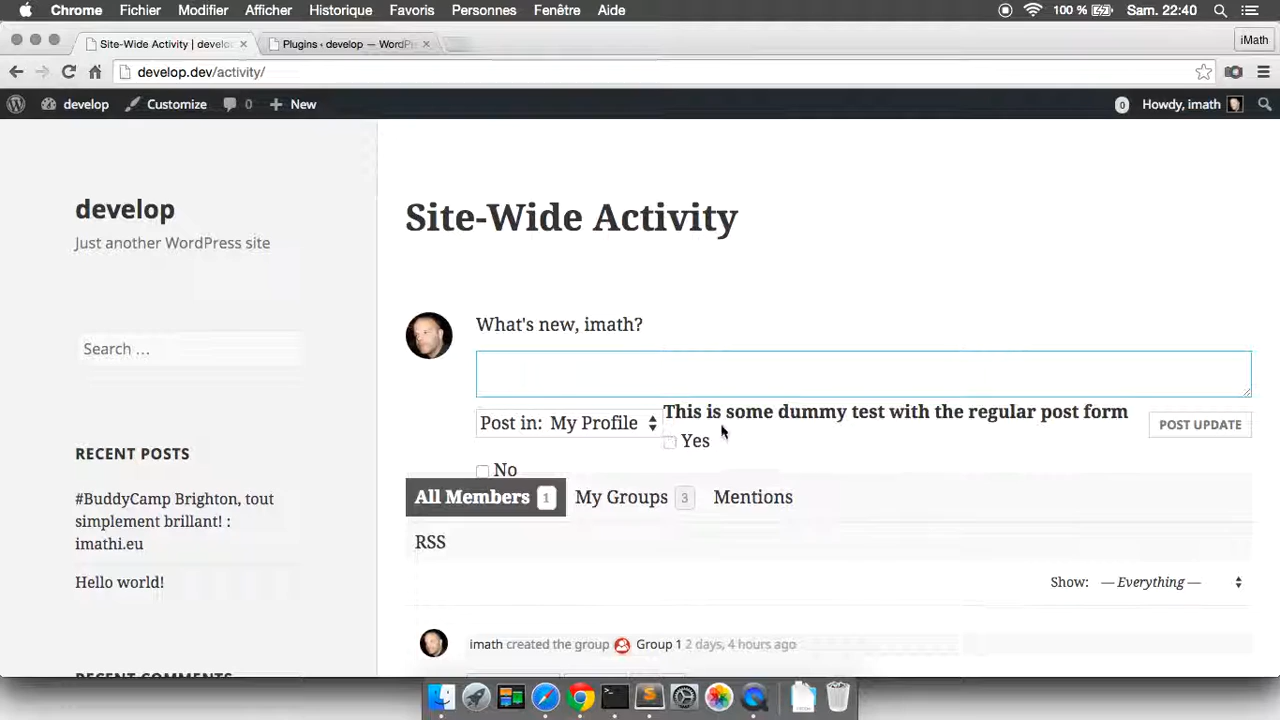 Chrome Fichier Modifier Afficher Historique Favoris Personnes Fenêtre Aide 100 % Sam. 22:40
Site-Wide Activity | develo
Plugins ‹ develop — WordPr
iMath
develop.dev/activity/
develop Customize 0 New 0 Howdy, imath
develop
Just another WordPress site
Search …
RECENT POSTS
#BuddyCamp Brighton, tout
simplement brillant! :
imathi.eu
Hello world!
RECENT COMMENTS
Site-Wide Activity
What's new, imath?
Post in: My Profile
This is some dummy test with the regular post form
Yes
POST UPDATE
No
All Members 1 My Groups 3 Mentions
RSS
Show: — Everything —
imath created the group Group 1 2 days, 4 hours ago